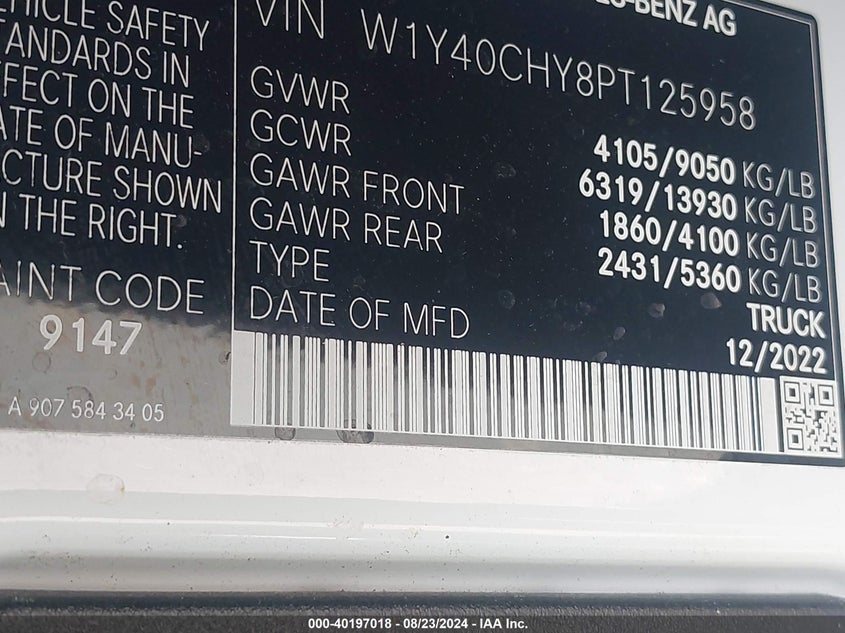 VEHICLE SAFETY
STANDARDS IN
EFFECT ON THE
DATE OF MANU-
FACTURE SHOWN
ON THE RIGHT.
PAINT CODE
9147
A 907 584 34 05
ES-BENZ AG
VIN W1Y40CHY8PT125958
GVWR 4105/9050 KG/LB
GCWR 6319/13930 KG/LB
GAWR FRONT 1860/4100 KG/LB
GAWR REAR 2431/5360 KG/LB
TYPE TRUCK
DATE OF MFD 12/2022
000-40197018 - 08/23/2024 - IAA Inc.